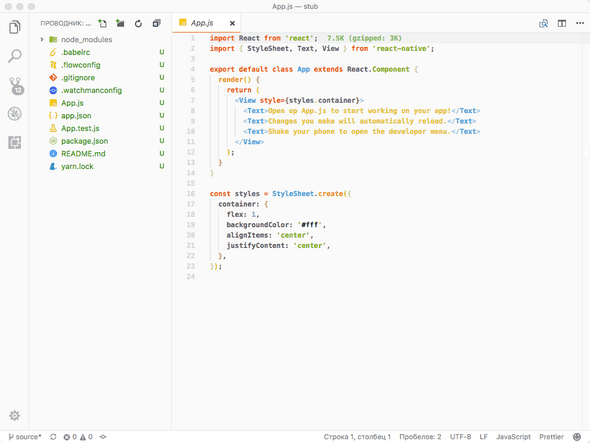 App.js — stub
ПРОВОДНИК: ...
App.js
node_modules
.babelrc U
.flowconfig U
.gitignore U
.watchmanconfig U
App.js U
app.json U
App.test.js U
package.json U
README.md U
yarn.lock U
12
1 import React from 'react'; 7.5K (gzipped: 3K)
2 import { StyleSheet, Text, View } from 'react-native';
3
4 export default class App extends React.Component {
5 render() {
6 return (
7 <View style={styles.container}>
8 <Text>Open up App.js to start working on your app!</Text>
9 <Text>Changes you make will automatically reload.</Text>
10 <Text>Shake your phone to open the developer menu.</Text>
11 </View>
12 );
13 }
14 }
15
16 const styles = StyleSheet.create({
17 container: {
18 flex: 1,
19 backgroundColor: '#fff',
20 alignItems: 'center',
21 justifyContent: 'center',
22 },
23 });
24
source* 0 0 Строка 1, столбец 1 Пробелов: 2 UTF-8 LF JavaScript Prettier